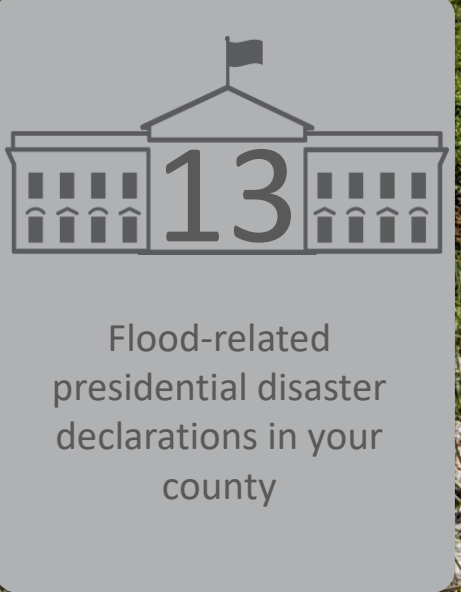 13
Flood-related
presidential disaster
declarations in your
county